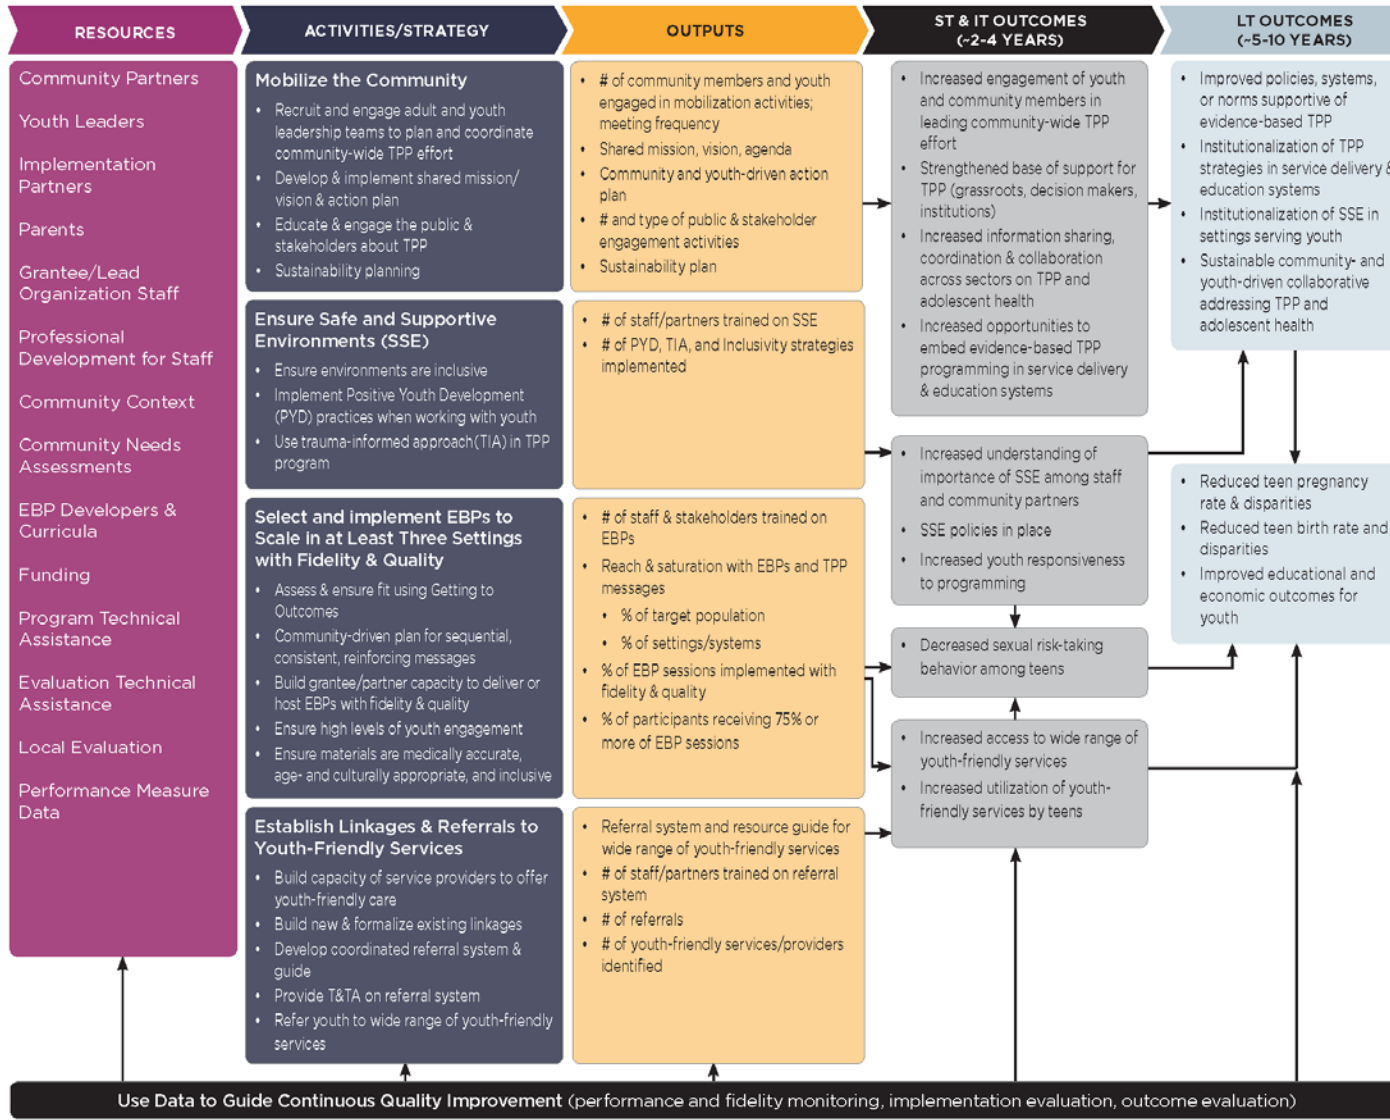 RESOURCES
ACTIVITIES/STRATEGY
OUTPUTS
ST & IT OUTCOMES
(~2-4 YEARS)
LT OUTCOMES
(~5-10 YEARS)
Community Partners
Youth Leaders
Implementation
Partners
Parents
Grantee/Lead
Organization Staff
Professional
Development for Staff
Community Context
Community Needs
Assessments
EBP Developers &
Curricula
Funding
Program Technical
Assistance
Evaluation Technical
Assistance
Local Evaluation
Performance Measure
Data
Mobilize the Community
• Recruit and engage adult and youth
leadership teams to plan and coordinate
community-wide TPP effort
• Develop & implement shared mission/
vision & action plan
• Educate & engage the public &
stakeholders about TPP
• Sustainability planning
Ensure Safe and Supportive
Environments (SSE)
• Ensure environments are inclusive
• Implement Positive Youth Development
(PYD) practices when working with youth
• Use trauma-informed approach(TIA) in TPP
program
Select and implement EBPs to
Scale in at Least Three Settings
with Fidelity & Quality
• Assess & ensure fit using Getting to
Outcomes
• Community-driven plan for sequential,
consistent, reinforcing messages
• Build grantee/partner capacity to deliver or
host EBPs with fidelity & quality
• Ensure high levels of youth engagement
• Ensure materials are medically accurate,
age- and culturally appropriate, and inclusive
Establish Linkages & Referrals to
Youth-Friendly Services
• Build capacity of service providers to offer
youth-friendly care
• Build new & formalize existing linkages
• Develop coordinated referral system &
guide
• Provide T&TA on referral system
• Refer youth to wide range of youth-friendly
services
• # of community members and youth
engaged in mobilization activities;
meeting frequency
• Shared mission, vision, agenda
• Community and youth-driven action
plan
• # and type of public & stakeholder
engagement activities
• Sustainability plan
• # of staff/partners trained on SSE
• # of PYD, TIA, and Inclusivity strategies
implemented
• # of staff & stakeholders trained on
EBPs
• Reach & saturation with EBPs and TPP
messages
• % of target population
• % of settings/systems
• % of EBP sessions implemented with
fidelity & quality
• % of participants receiving 75% or
more of EBP sessions
• Referral system and resource guide for
wide range of youth-friendly services
• # of staff/partners trained on referral
system
• # of referrals
• # of youth-friendly services/providers
identified
• Increased engagement of youth
and community members in
leading community-wide TPP
effort
• Strengthened base of support for
TPP (grassroots, decision makers,
institutions)
• Increased information sharing,
coordination & collaboration
across sectors on TPP and
adolescent health
• Increased opportunities to
embed evidence-based TPP
programming in service delivery
& education systems
• Increased understanding of
importance of SSE among staff
and community partners
• SSE policies in place
• Increased youth responsiveness
to programming
• Decreased sexual risk-taking
behavior among teens
• Increased access to wide range of
youth-friendly services
• Increased utilization of youth-
friendly services by teens
• Improved policies, systems,
or norms supportive of
evidence-based TPP
• Institutionalization of TPP
strategies in service delivery &
education systems
• Institutionalization of SSE in
settings serving youth
• Sustainable community- and
youth-driven collaborative
addressing TPP and
adolescent health
• Reduced teen pregnancy
rate & disparities
• Reduced teen birth rate and
disparities
• Improved educational and
economic outcomes for
youth
Use Data to Guide Continuous Quality Improvement (performance and fidelity monitoring, implementation evaluation, outcome evaluation)